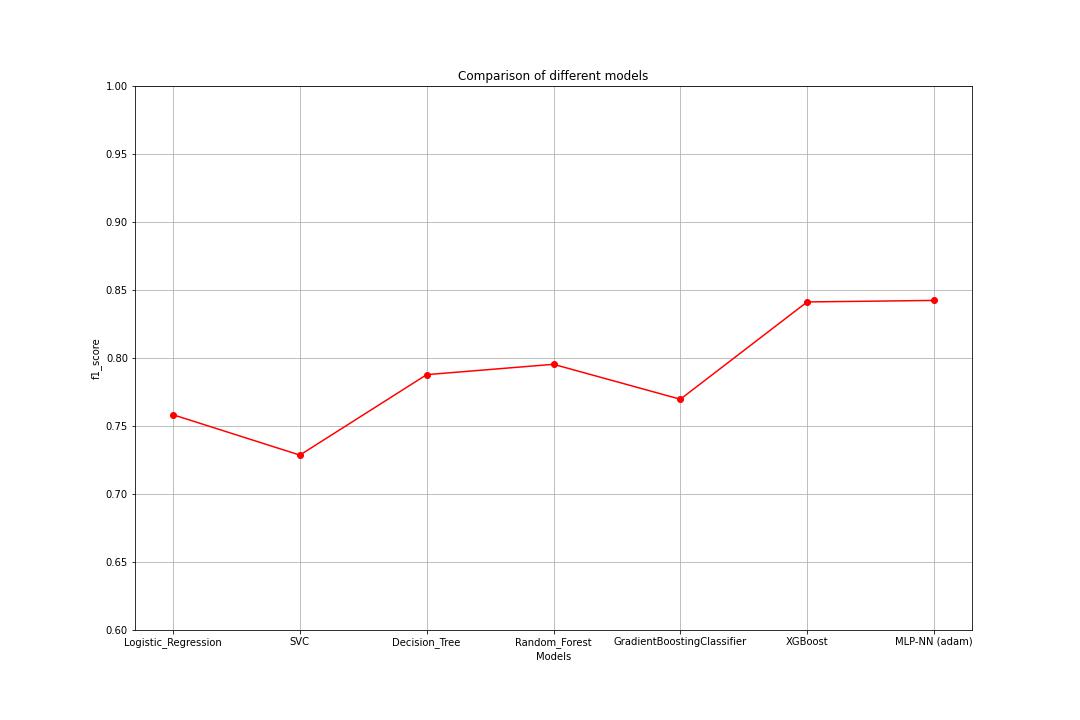 Comparison of different models
1.00
0.95
0.90
0.85
0.80
0.75
0.70
0.65
0.60
f1_score
Logistic_Regression SVC Decision_Tree Random_Forest GradientBoostingClassifier XGBoost MLP-NN (adam)
Models